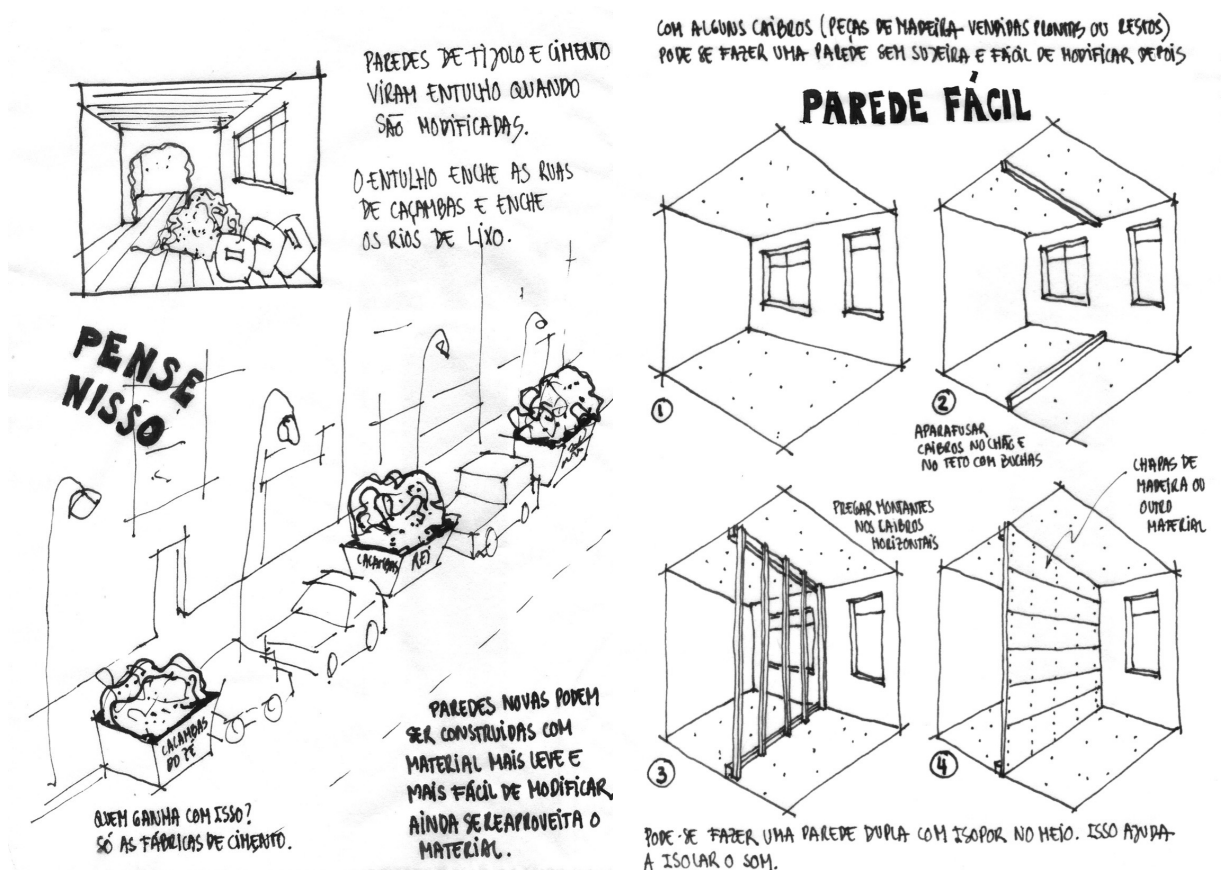 PAREDES DE TIJOLO E CIMENTO
VIRAM ENTULHO QUANDO
SÃO MODIFICADAS.
O ENTULHO ENCHE AS RUAS
DE CAÇAMBAS E ENCHE
OS RIOS DE LIXO.
PENSE
NISSO
CAÇAMBAS
REI
CAÇAMBAS
DO ZÉ
QUEM GANHA COM ISSO?
SÓ AS FÁBRICAS DE CIMENTO.
PAREDES NOVAS PODEM
SER CONSTRUIDAS COM
MATERIAL MAIS LEVE E
MAIS FÁCIL DE MODIFICAR
AINDA SE REAPROVEITA O
MATERIAL.
COM ALGUNS CAIBROS (PEÇAS DE MADEIRA VENDIDAS PRONTAS OU RESTOS)
PODE SE FAZER UMA PAREDE SEM SUJEIRA E FÁCIL DE MODIFICAR DEPOIS
PAREDE FÁCIL
1
2
APARAFUSAR
CAIBROS NO CHÃO E
NO TETO COM BUCHAS
PREGAR MONTANTES
NOS CAIBROS
HORIZONTAIS
3
CHAPAS DE
MADEIRA OU
OUTRO
MATERIAL
4
PODE-SE FAZER UMA PAREDE DUPLA COM ISOPOR NO MEIO. ISSO AJUDA
A ISOLAR O SOM.